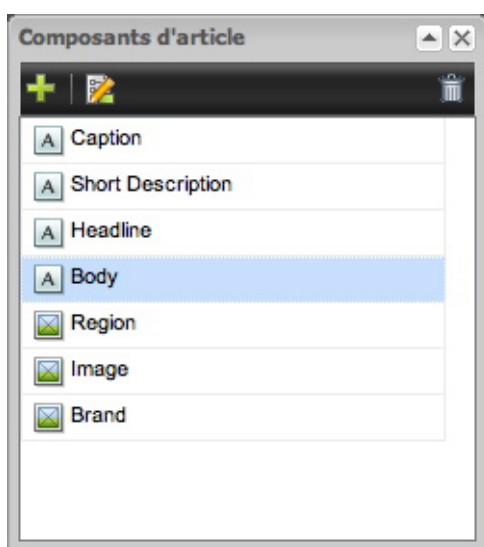 Composants d'article
A Caption
A Short Description
A Headline
A Body
Region
Image
Brand